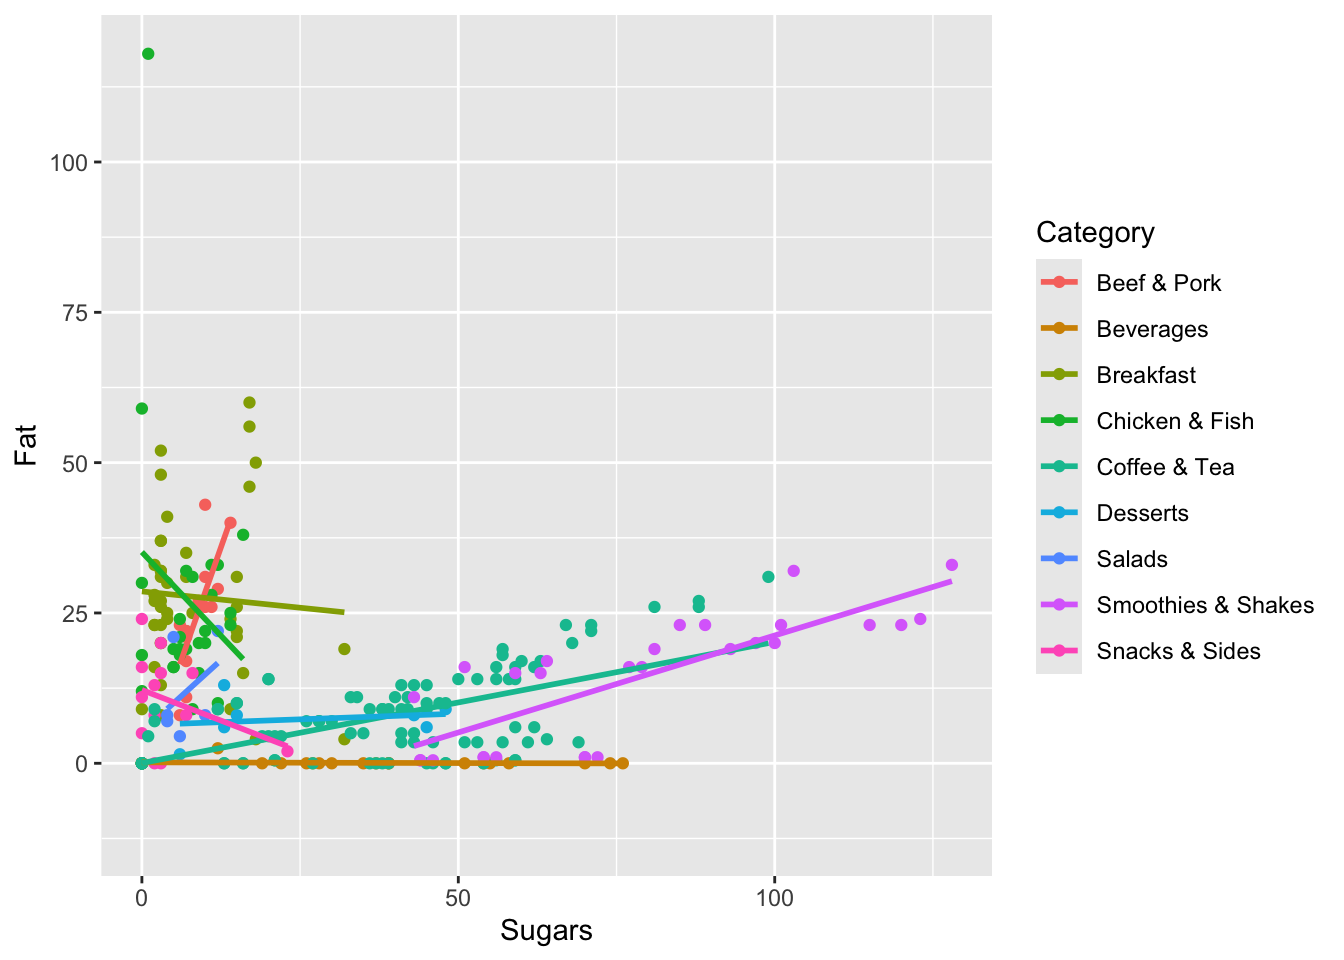 100
75
50
25
0
Fat
0
50
100
Sugars
Category
Beef & Pork
Beverages
Breakfast
Chicken & Fish
Coffee & Tea
Desserts
Salads
Smoothies & Shakes
Snacks & Sides